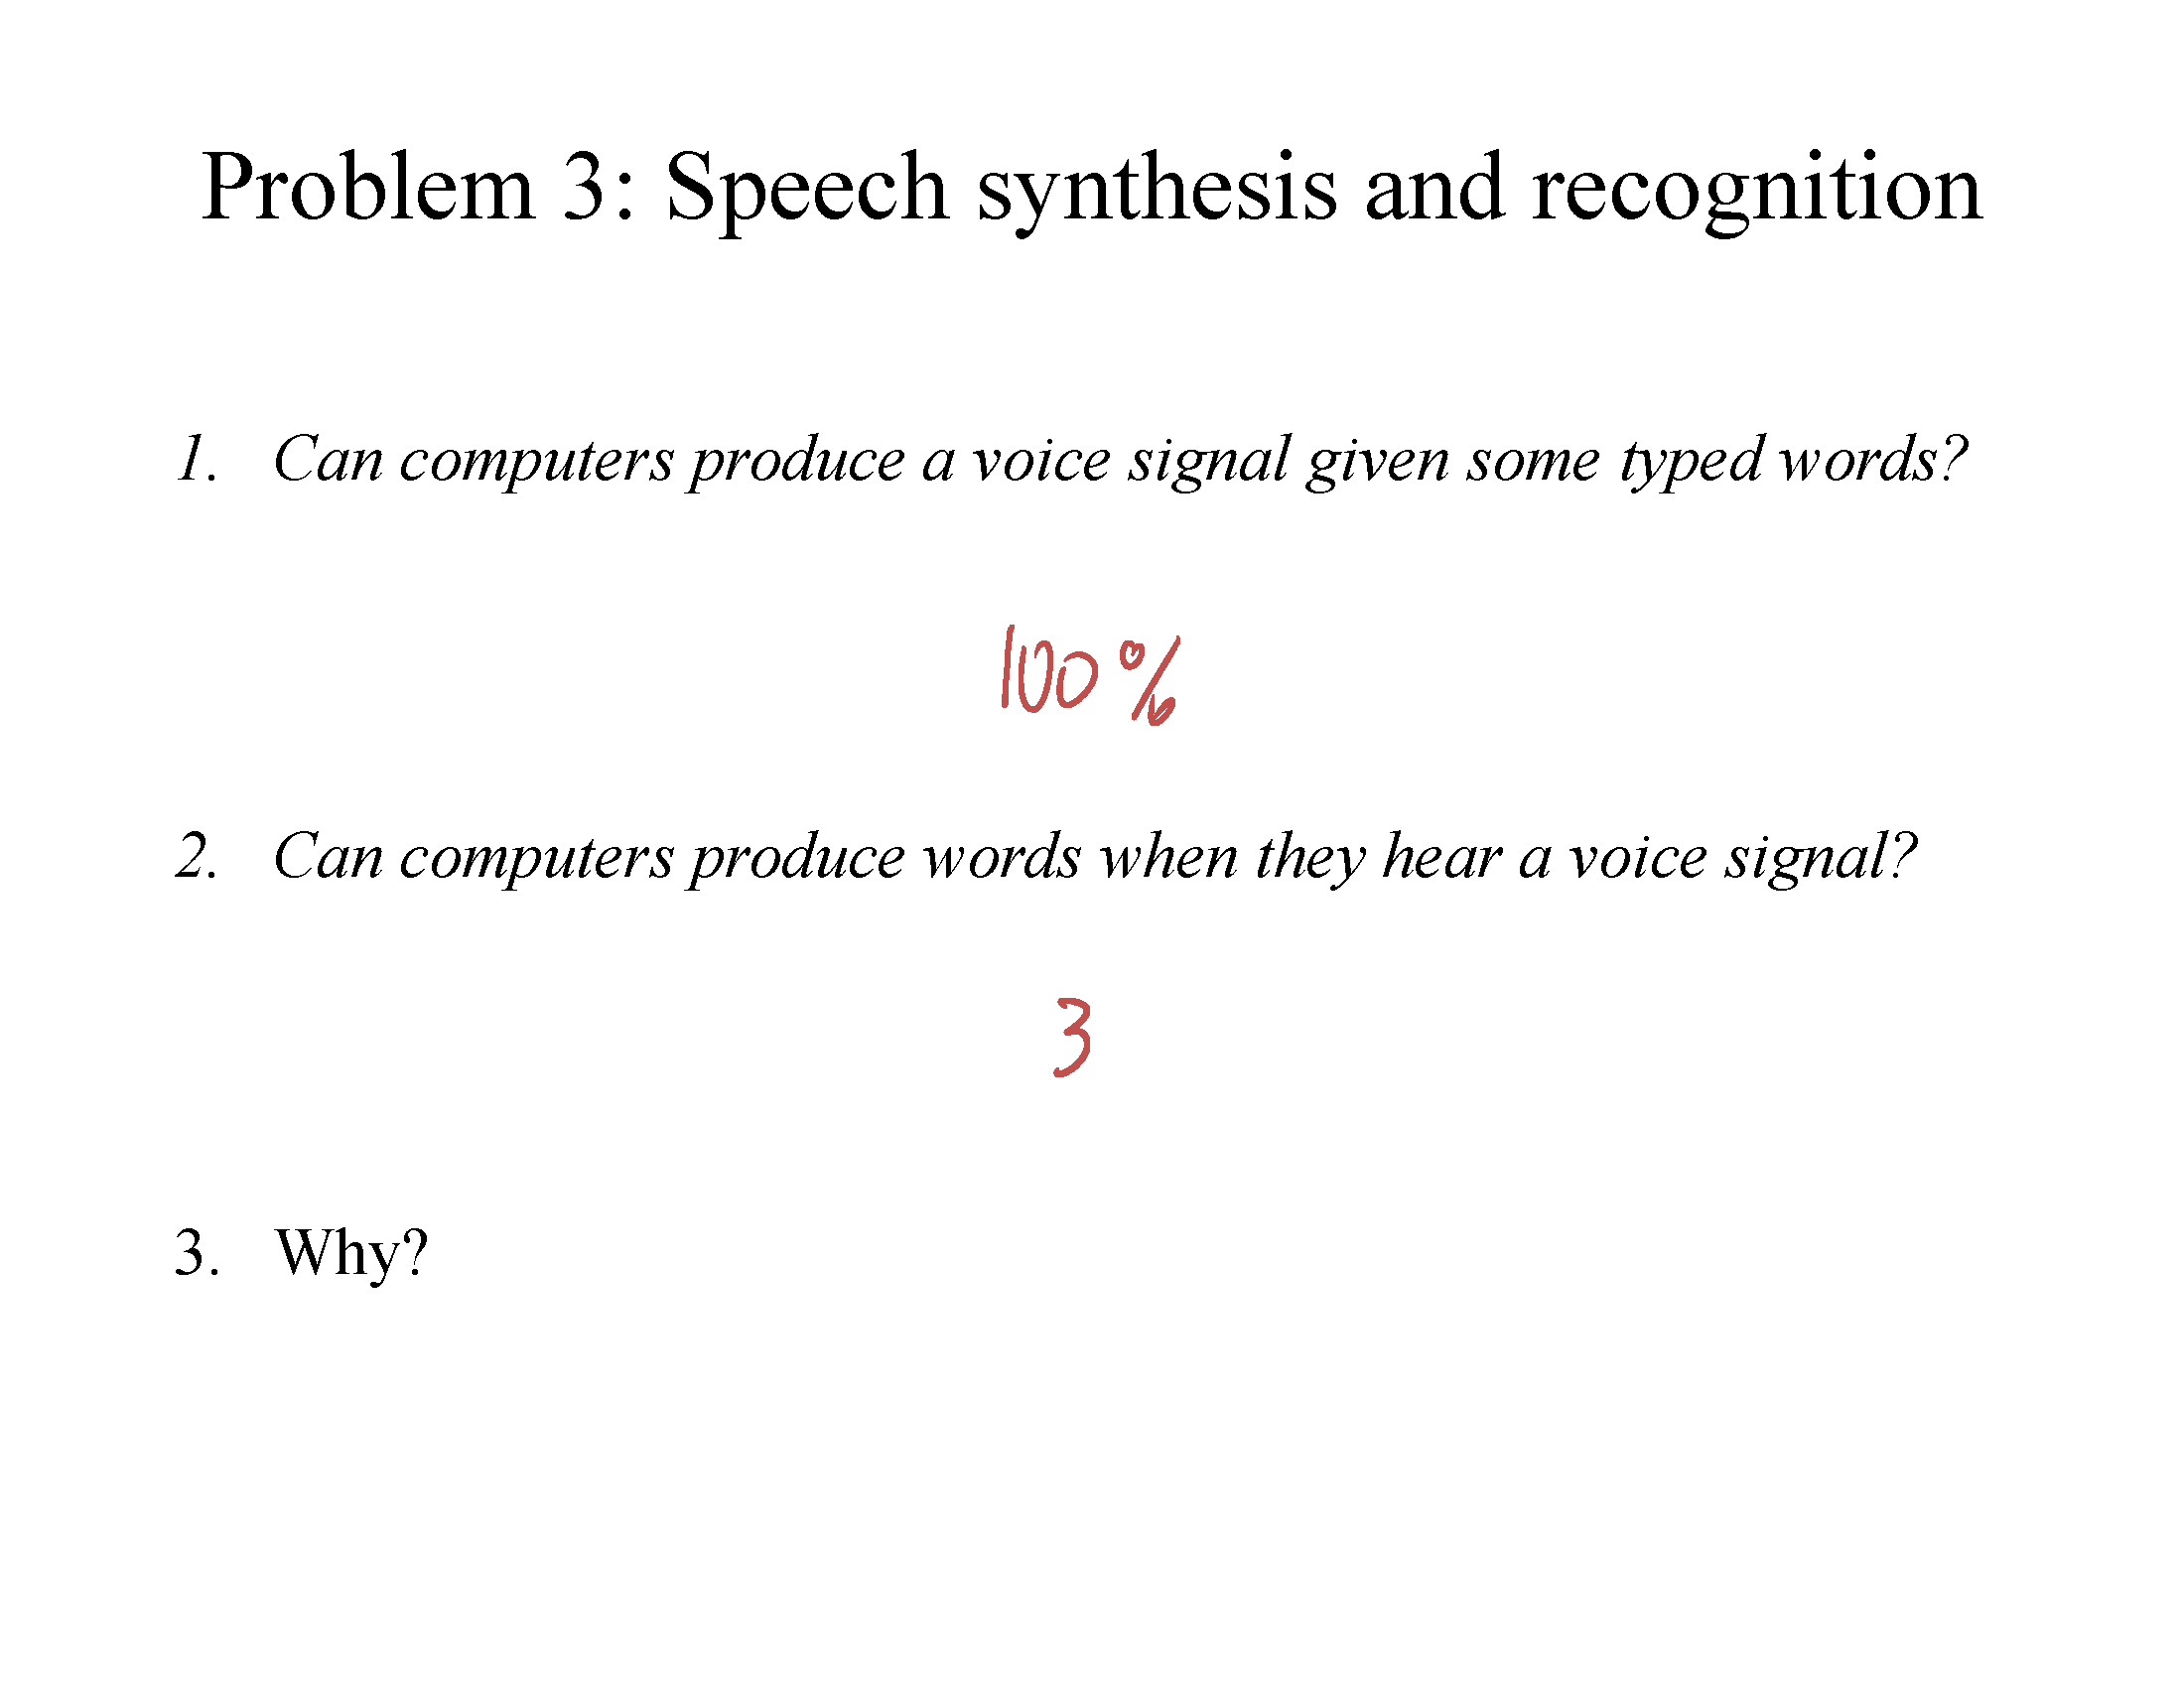 Problem 3: Speech synthesis and recognition
1. Can computers produce a voice signal given some typed words?
100%
2. Can computers produce words when they hear a voice signal?
3
3. Why?